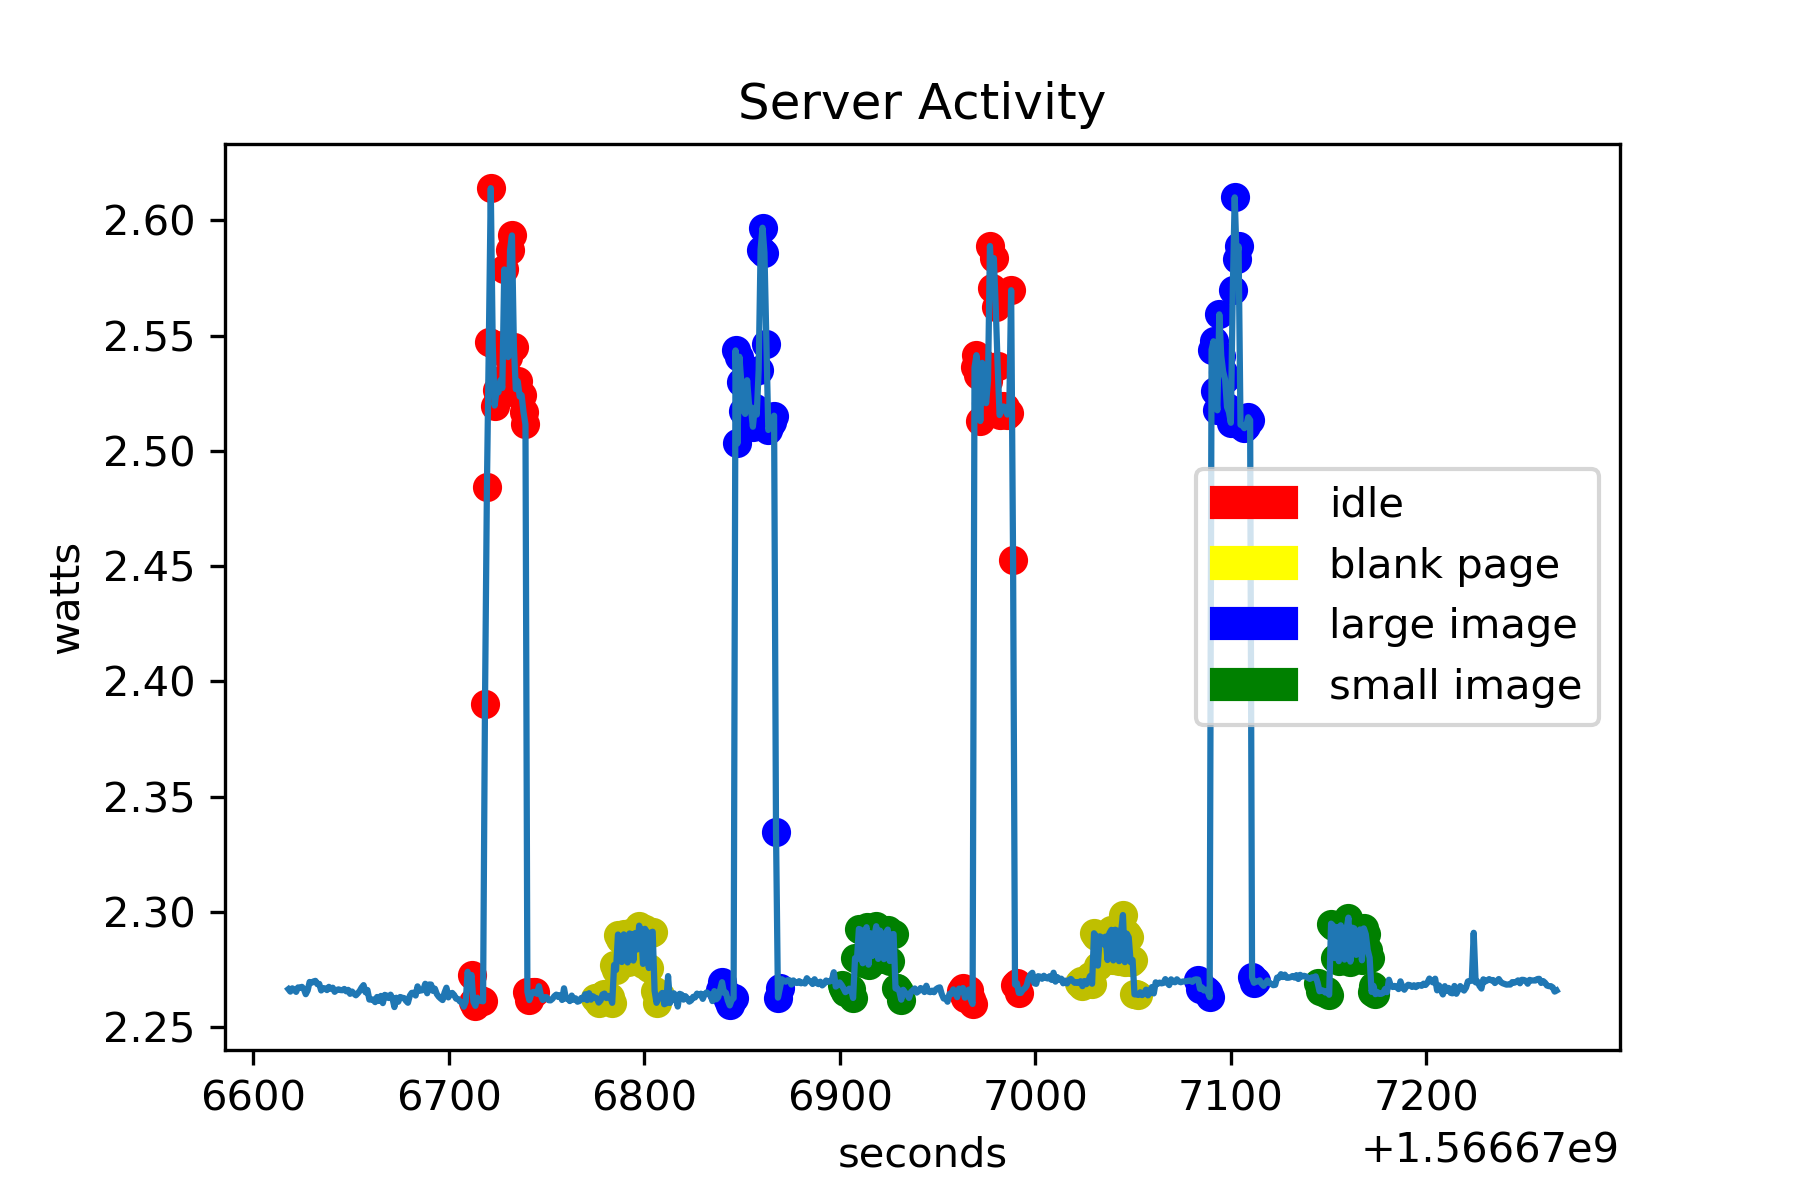 Server Activity
watts
2.60
2.55
2.50
2.45
2.40
2.35
2.30
2.25
idle
blank page
large image
small image
6600 6700 6800 6900 7000 7100 7200
seconds
+1.56667e9